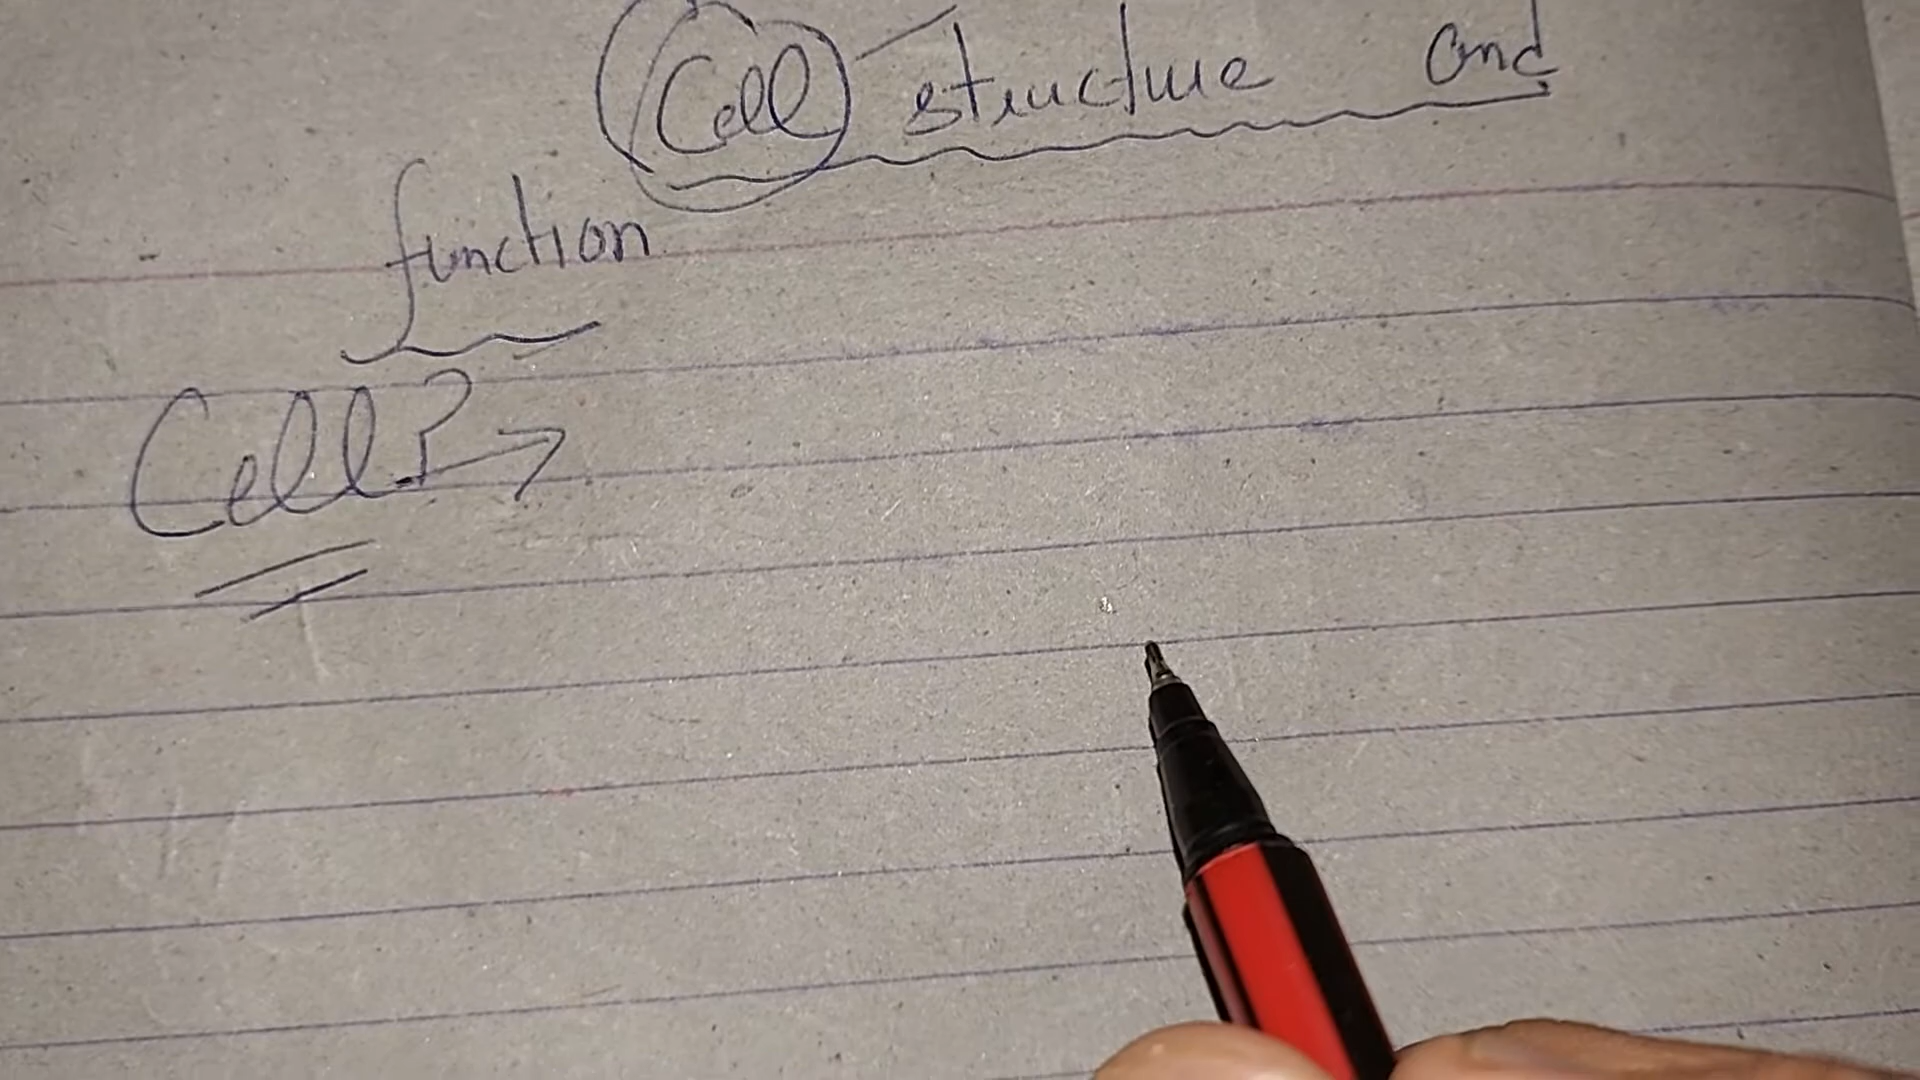 Cell structure and
function
Cell? →